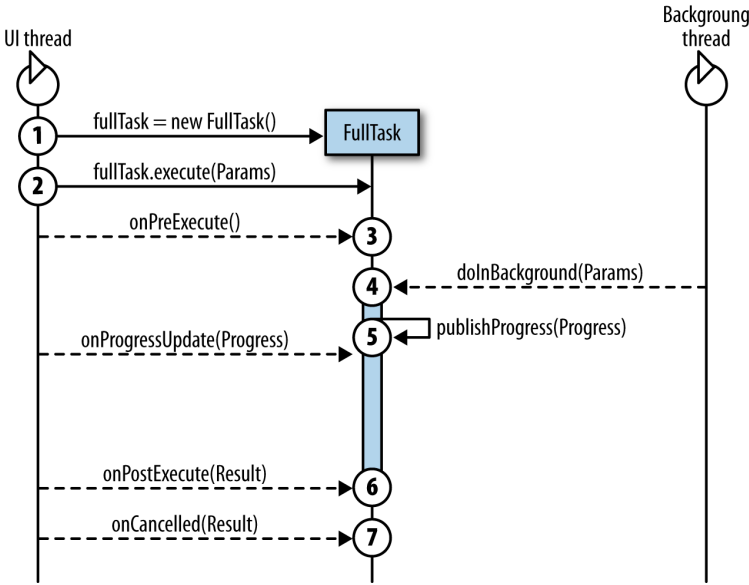 Backgroung
UI thread
thread
1
fullTask = new FullTask()
FullTask
2
fullTask.execute(Params)
onPreExecute()
3
4
doInBackground(Params)
onProgressUpdate(Progress)
5
publishProgress(Progress)
onPostExecute(Result)
6
onCancelled(Result)
7